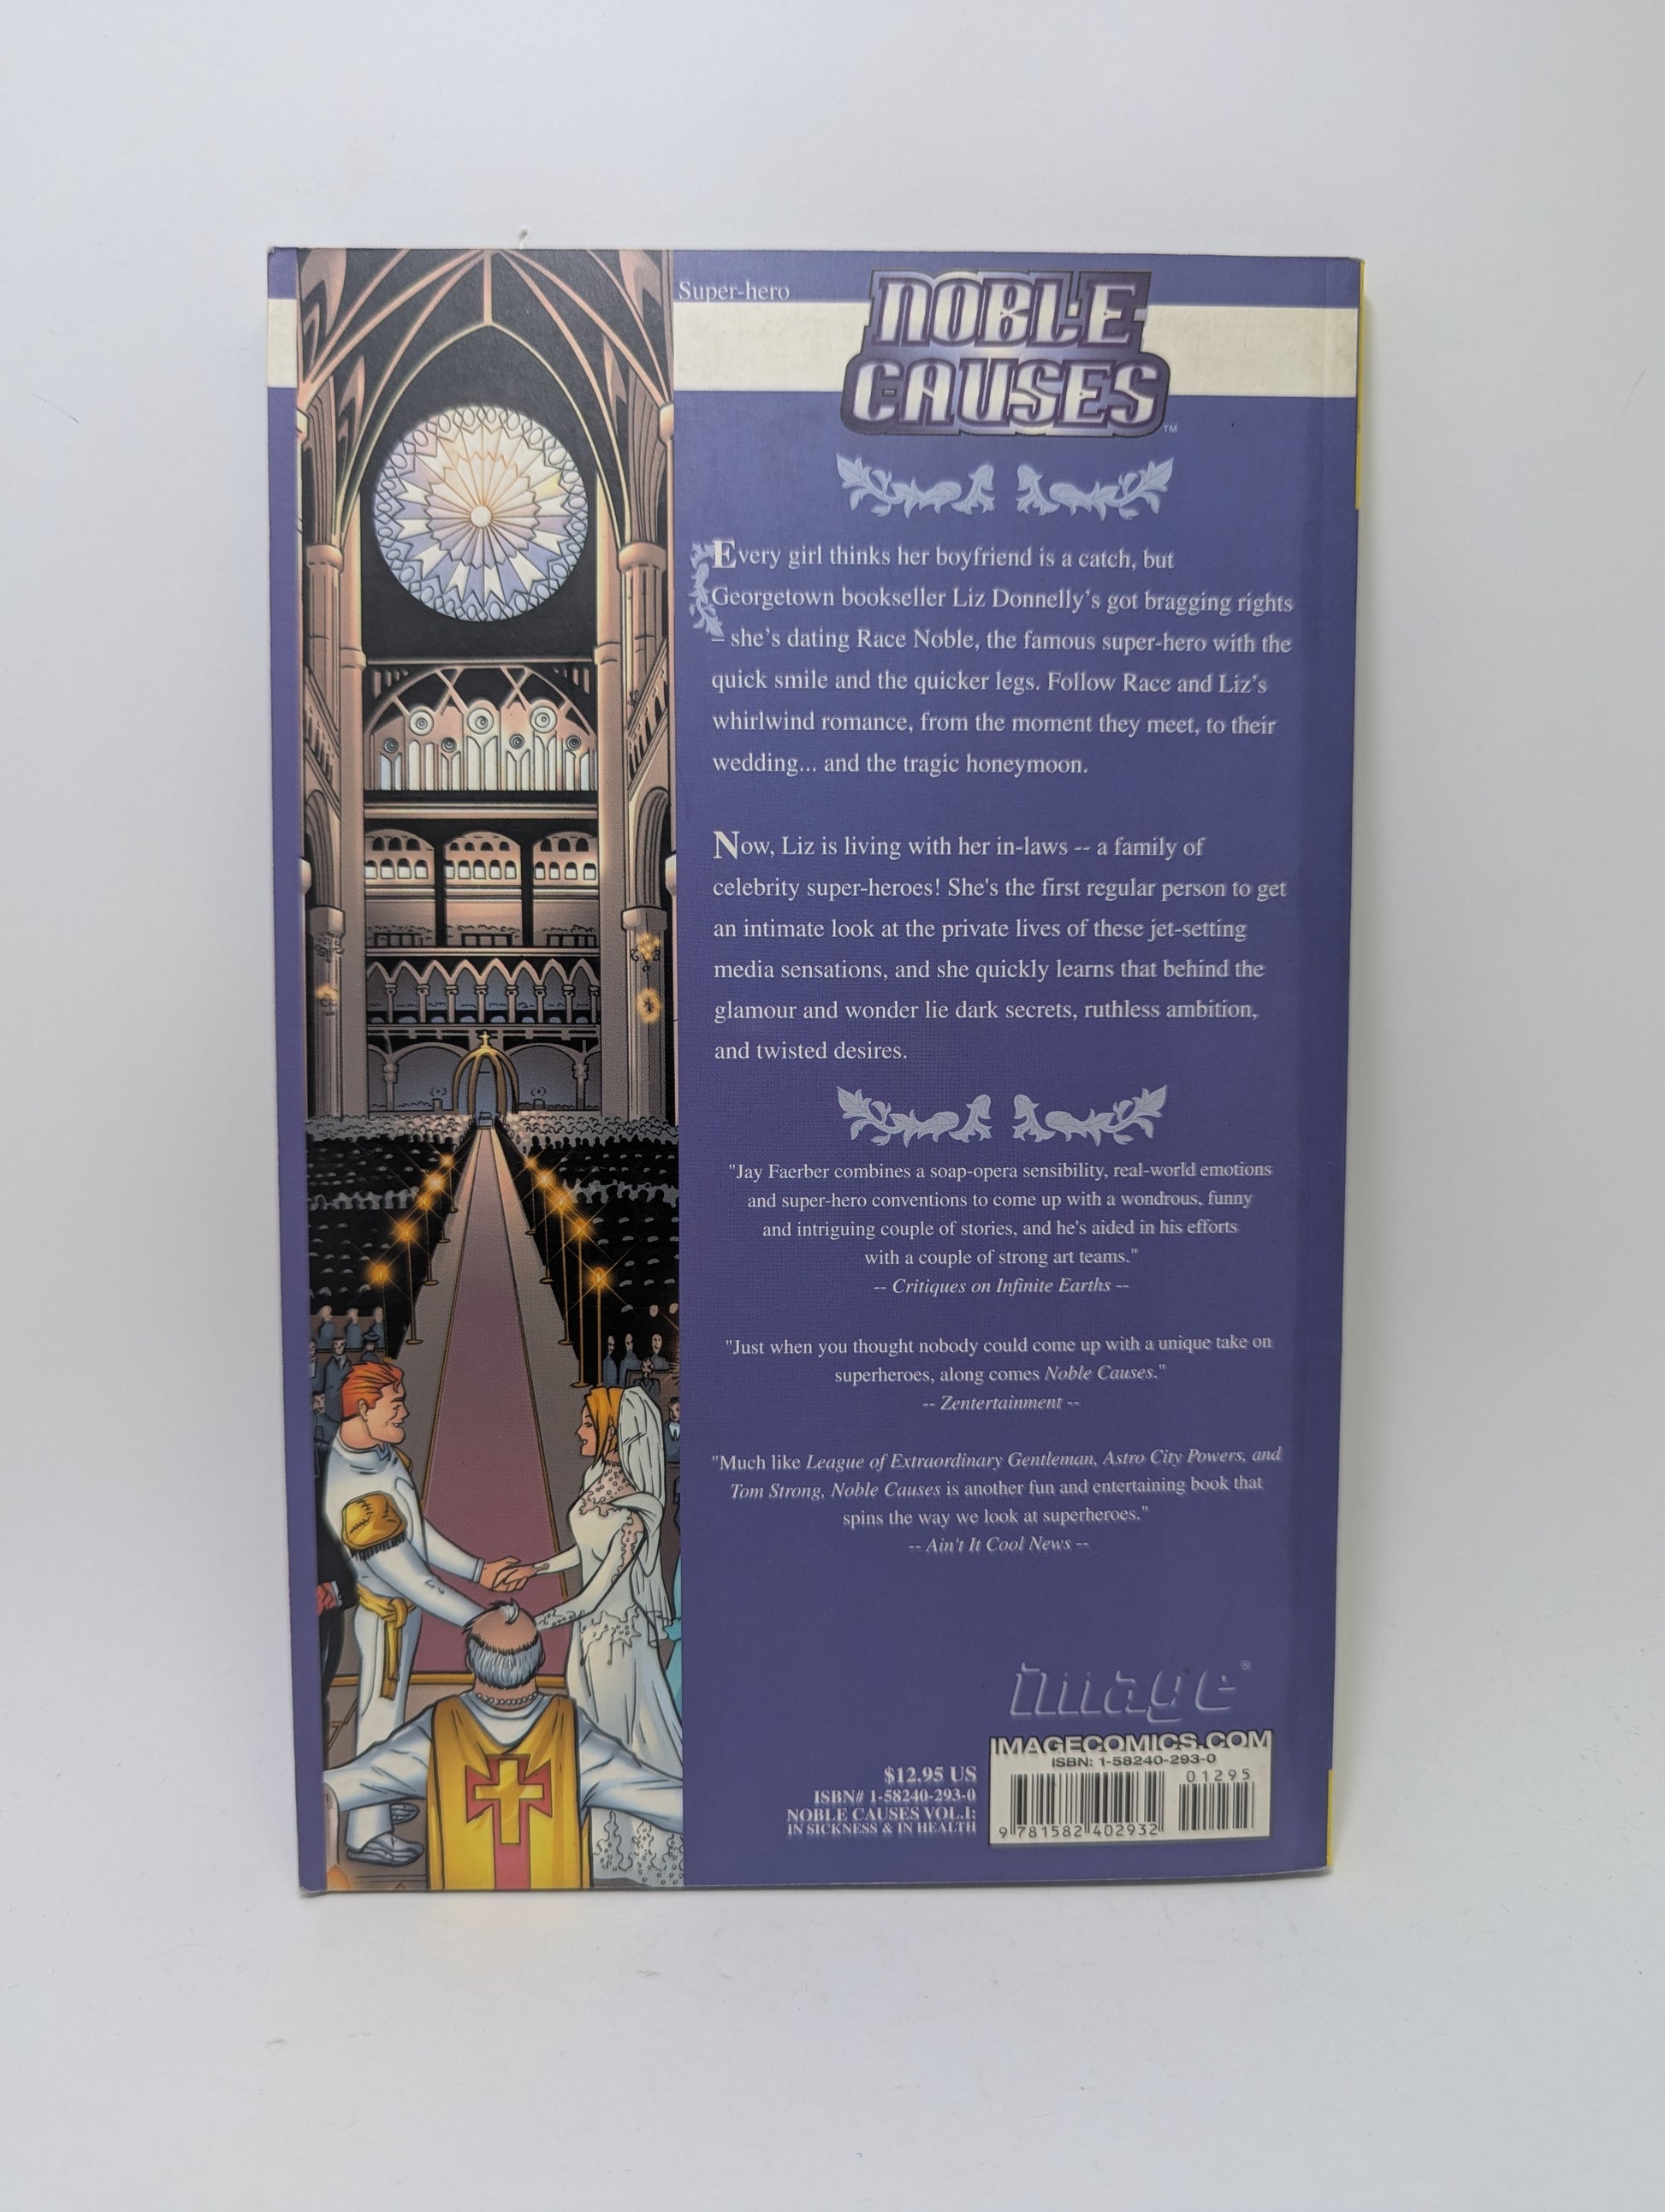 Super-hero
NOBLE
CAUSES™
Every girl thinks her boyfriend is a catch, but
Georgetown bookseller Liz Donnelly's got bragging rights
– she's dating Race Noble, the famous super-hero with the
quick smile and the quicker legs. Follow Race and Liz's
whirlwind romance, from the moment they meet, to their
wedding... and the tragic honeymoon.
Now, Liz is living with her in-laws -- a family of
celebrity super-heroes! She's the first regular person to get
an intimate look at the private lives of these jet-setting
media sensations, and she quickly learns that behind the
glamour and wonder lie dark secrets, ruthless ambition,
and twisted desires.
"Jay Faerber combines a soap-opera sensibility, real-world emotions
and super-hero conventions to come up with a wondrous, funny
and intriguing couple of stories, and he's aided in his efforts
with a couple of strong art teams."
-- Critiques on Infinite Earths --
"Just when you thought nobody could come up with a unique take on
superheroes, along comes Noble Causes."
-- Zentertainment --
"Much like League of Extraordinary Gentleman, Astro City Powers, and
Tom Strong, Noble Causes is another fun and entertaining book that
spins the way we look at superheroes."
-- Ain't It Cool News --
image®
IMAGECOMICS.COM
ISBN: 1-58240-293-0
01295
9 781582 402932
$12.95 US
ISBN# 1-58240-293-0
NOBLE CAUSES VOL.1:
IN SICKNESS & IN HEALTH